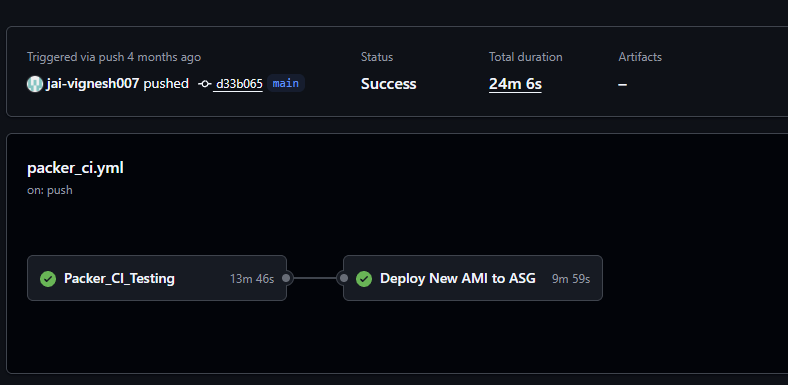 Triggered via push 4 months ago
jai-vignesh007 pushed d33b065 main
Status
Success
Total duration
24m 6s
Artifacts
–
packer_ci.yml
on: push
Packer_CI_Testing 13m 46s
Deploy New AMI to ASG 9m 59s